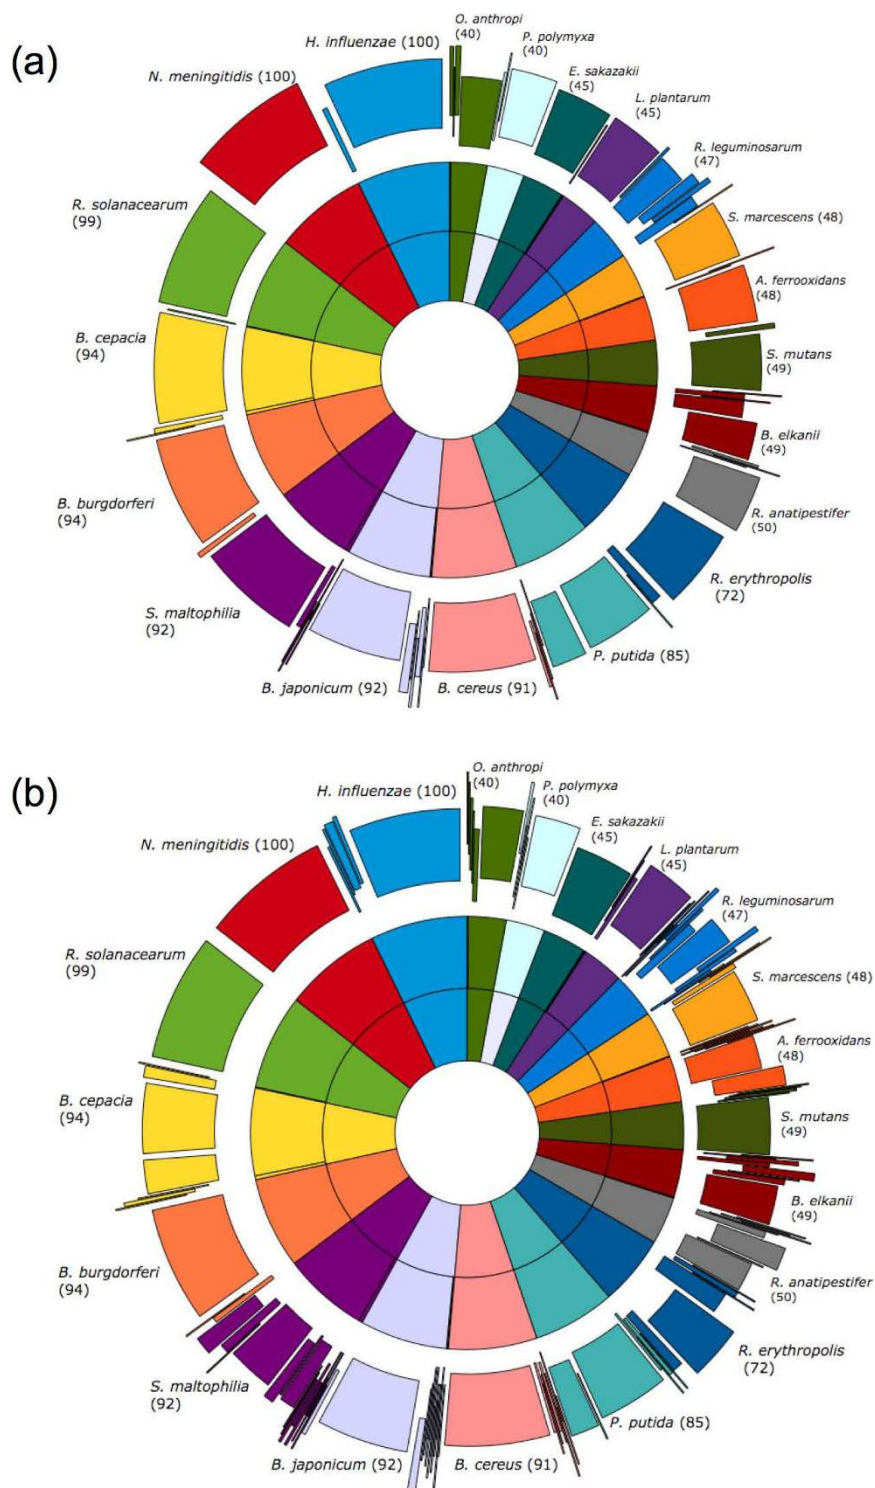 (a)
H. influenzae (100)
O. anthropi
(40)
P. polymyxa
(40)
E. sakazakii
(45)
L. plantarum
(45)
R. leguminosarum
(47)
S. marcescens (48)
A. ferrooxidans
(48)
S. mutans
(49)
B. elkanii
(49)
R. anatipestifer
(50)
R. erythropolis
(72)
P. putida (85)
B. cereus (91)
B. japonicum (92)
S. maltophilia
(92)
B. burgdorferi
(94)
B. cepacia
(94)
R. solanacearum
(99)
N. meningitidis (100)
(b)
H. influenzae (100)
O. anthropi
(40)
P. polymyxa
(40)
E. sakazakii
(45)
L. plantarum
(45)
R. leguminosarum
(47)
S. marcescens (48)
A. ferrooxidans
(48)
S. mutans
(49)
B. elkanii
(49)
R. anatipestifer
(50)
R. erythropolis
(72)
P. putida (85)
B. cereus (91)
B. japonicum (92)
S. maltophilia
(92)
B. burgdorferi
(94)
B. cepacia
(94)
R. solanacearum
(99)
N. meningitidis (100)